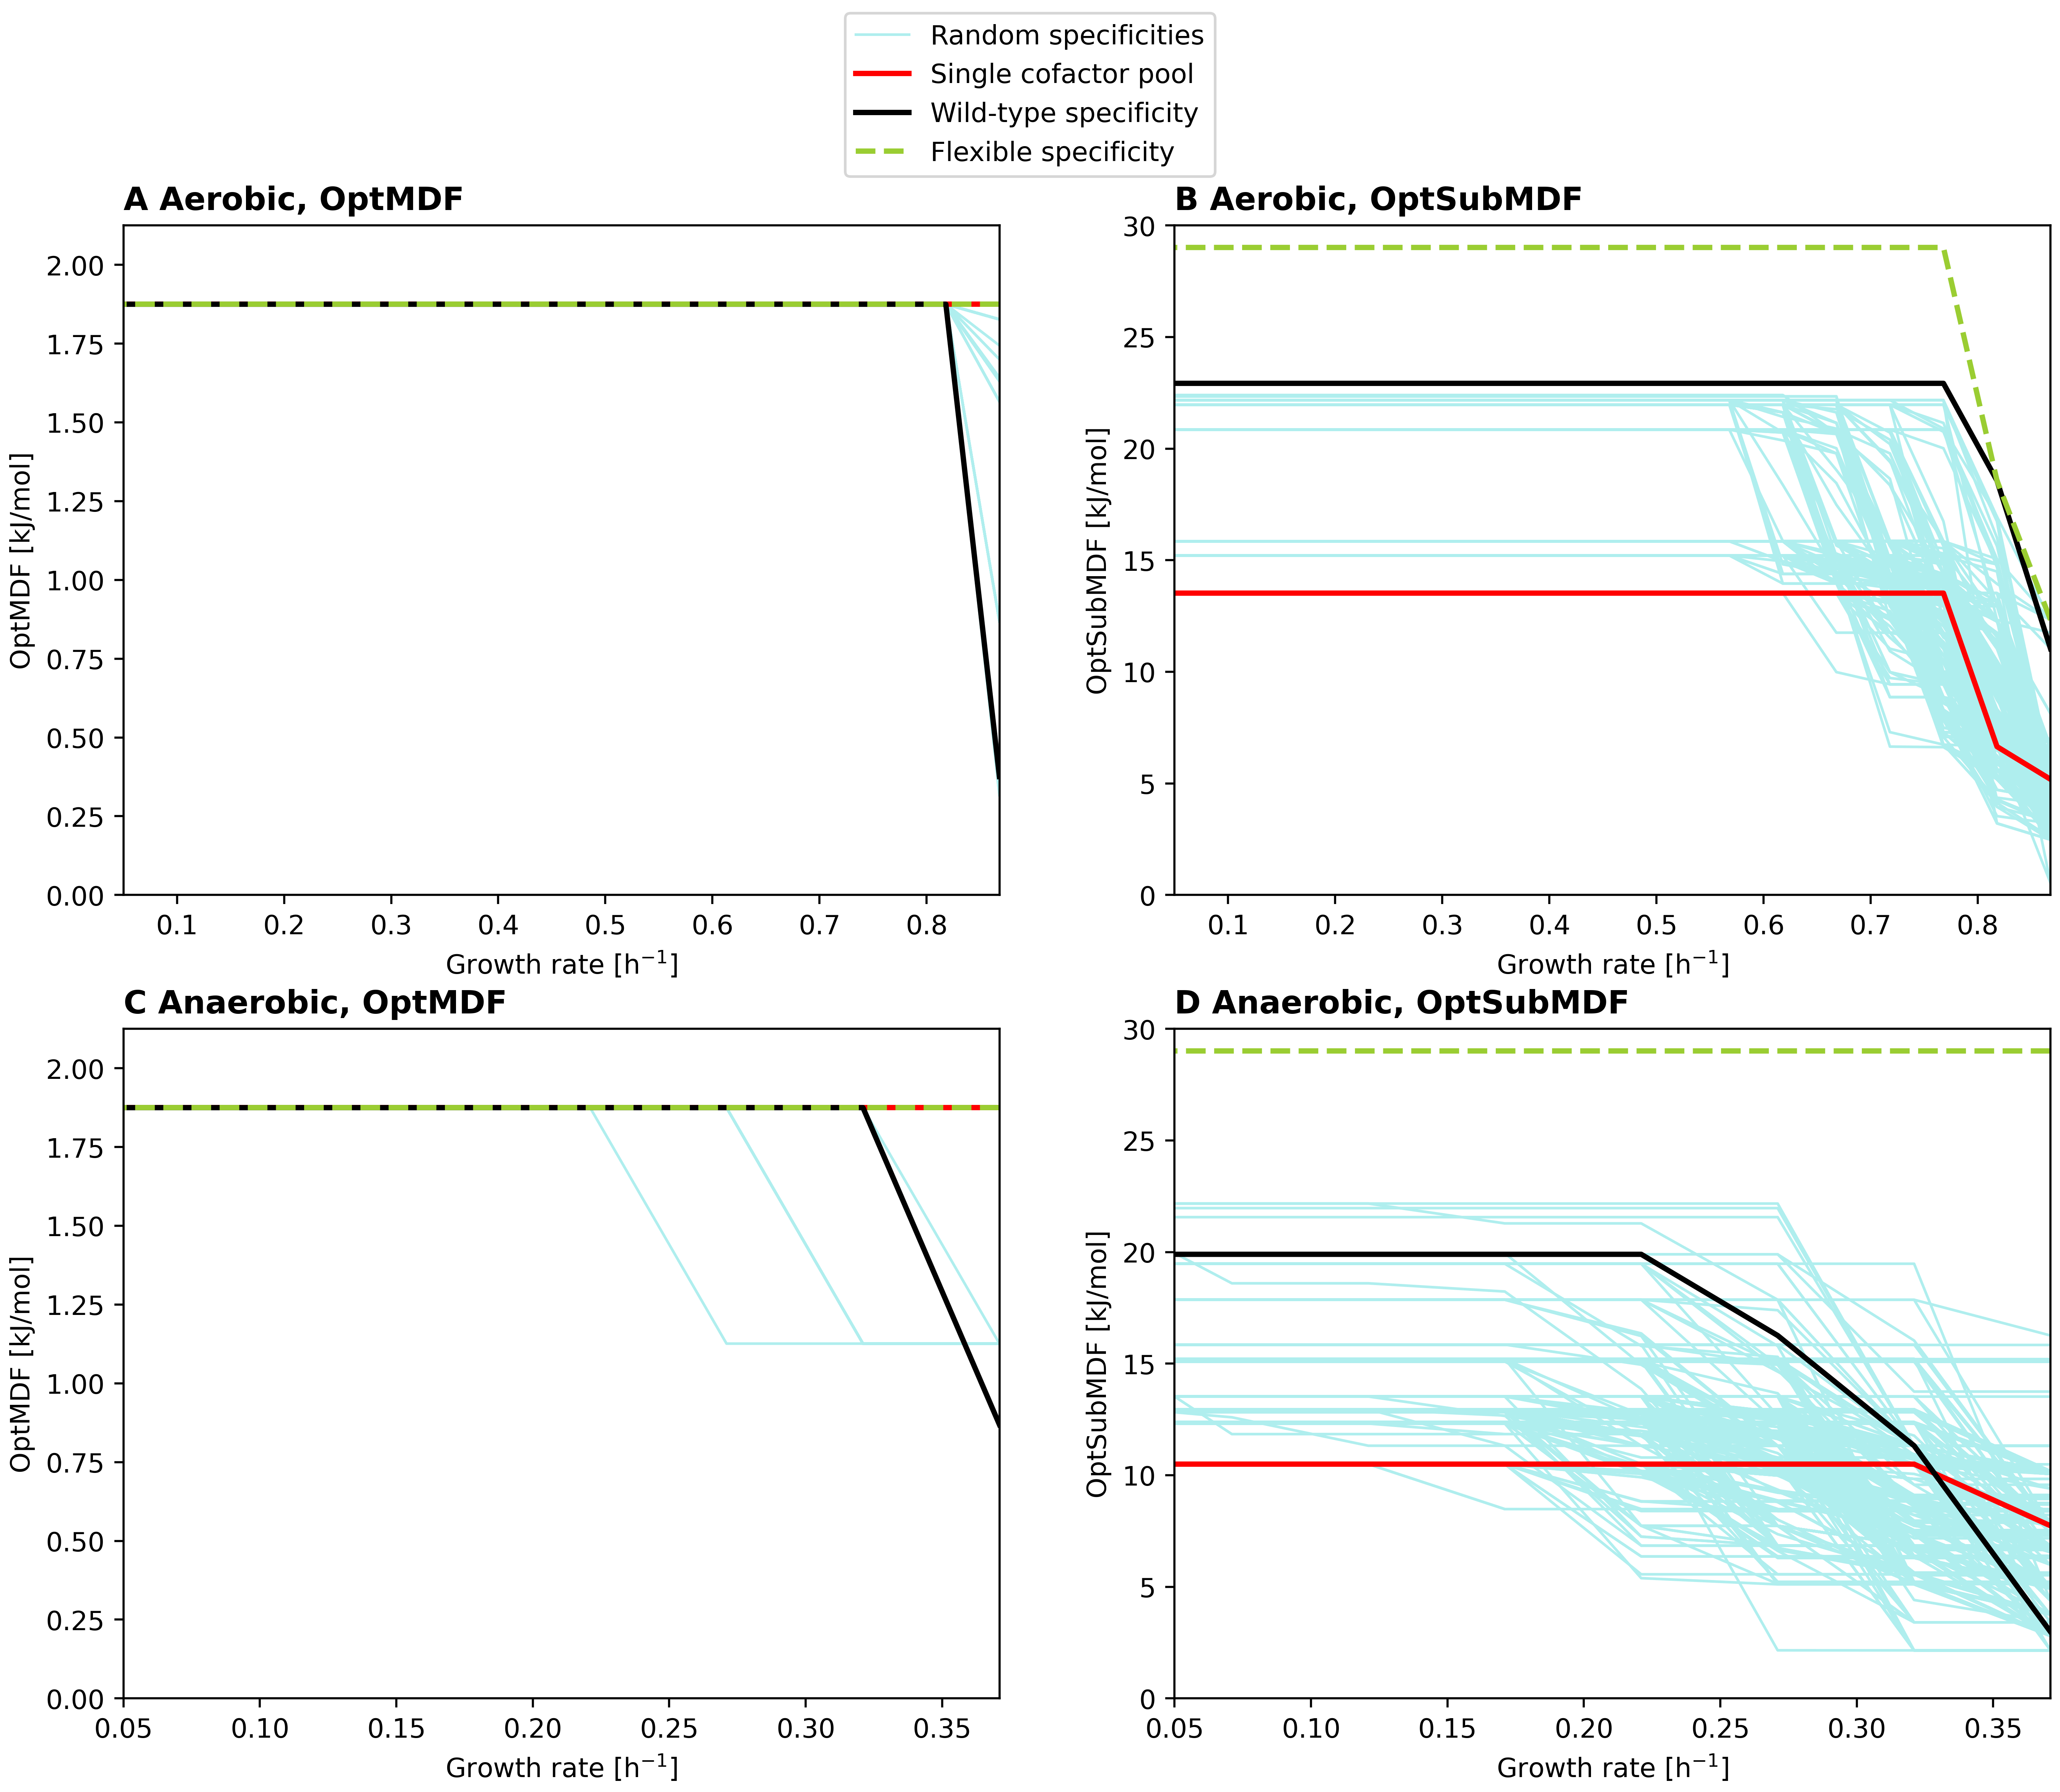 Random specificities
Single cofactor pool
Wild-type specificity
Flexible specificity
A Aerobic, OptMDF
OptMDF [kJ/mol]
2.00
1.75
1.50
1.25
1.00
0.75
0.50
0.25
0.00
0.1 0.2 0.3 0.4 0.5 0.6 0.7 0.8
Growth rate [h⁻¹]
B Aerobic, OptSubMDF
OptSubMDF [kJ/mol]
30
25
20
15
10
5
0
0.1 0.2 0.3 0.4 0.5 0.6 0.7 0.8
Growth rate [h⁻¹]
C Anaerobic, OptMDF
OptMDF [kJ/mol]
2.00
1.75
1.50
1.25
1.00
0.75
0.50
0.25
0.00
0.05 0.10 0.15 0.20 0.25 0.30 0.35
Growth rate [h⁻¹]
D Anaerobic, OptSubMDF
OptSubMDF [kJ/mol]
30
25
20
15
10
5
0
0.05 0.10 0.15 0.20 0.25 0.30 0.35
Growth rate [h⁻¹]